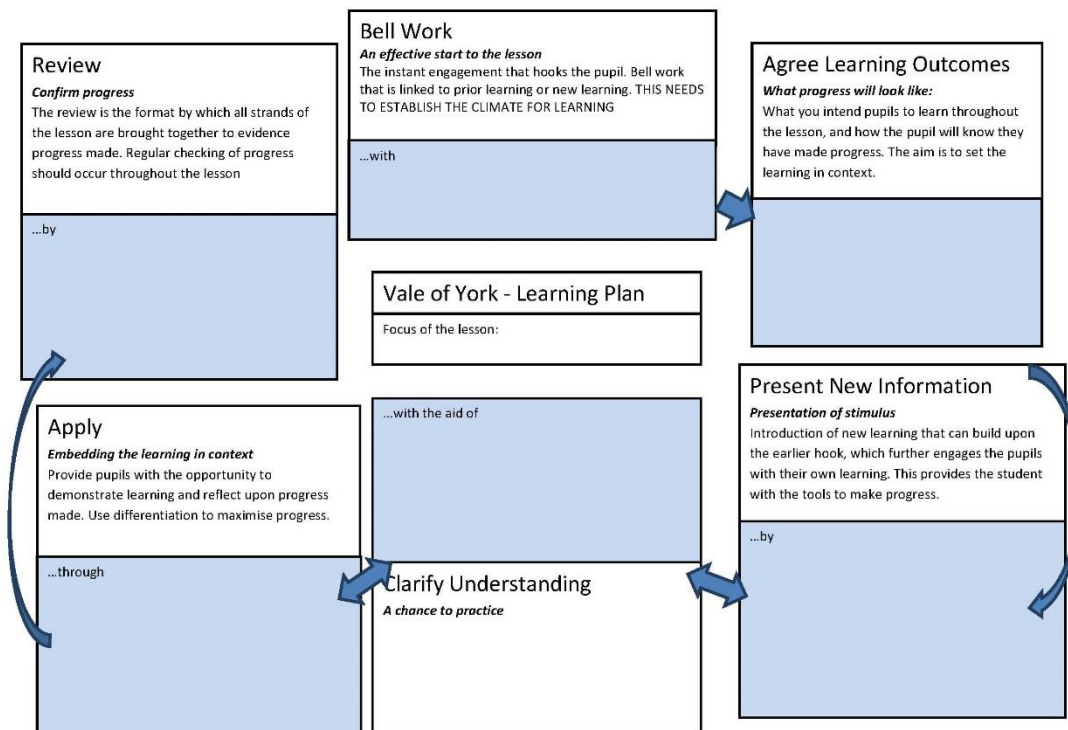 Bell Work
An effective start to the lesson
The instant engagement that hooks the pupil. Bell work
that is linked to prior learning or new learning. THIS NEEDS
TO ESTABLISH THE CLIMATE FOR LEARNING
...with
Agree Learning Outcomes
What progress will look like:
What you intend pupils to learn throughout
the lesson, and how the pupil will know they
have made progress. The aim is to set the
learning in context.
Review
Confirm progress
The review is the format by which all strands of
the lesson are brought together to evidence
progress made. Regular checking of progress
should occur throughout the lesson
...by
Vale of York - Learning Plan
Focus of the lesson:
Present New Information
Presentation of stimulus
Introduction of new learning that can build upon
the earlier hook, which further engages the pupils
with their own learning. This provides the student
with the tools to make progress.
...by
...with the aid of
Clarify Understanding
A chance to practice
Apply
Embedding the learning in context
Provide pupils with the opportunity to
demonstrate learning and reflect upon progress
made. Use differentiation to maximise progress.
...through